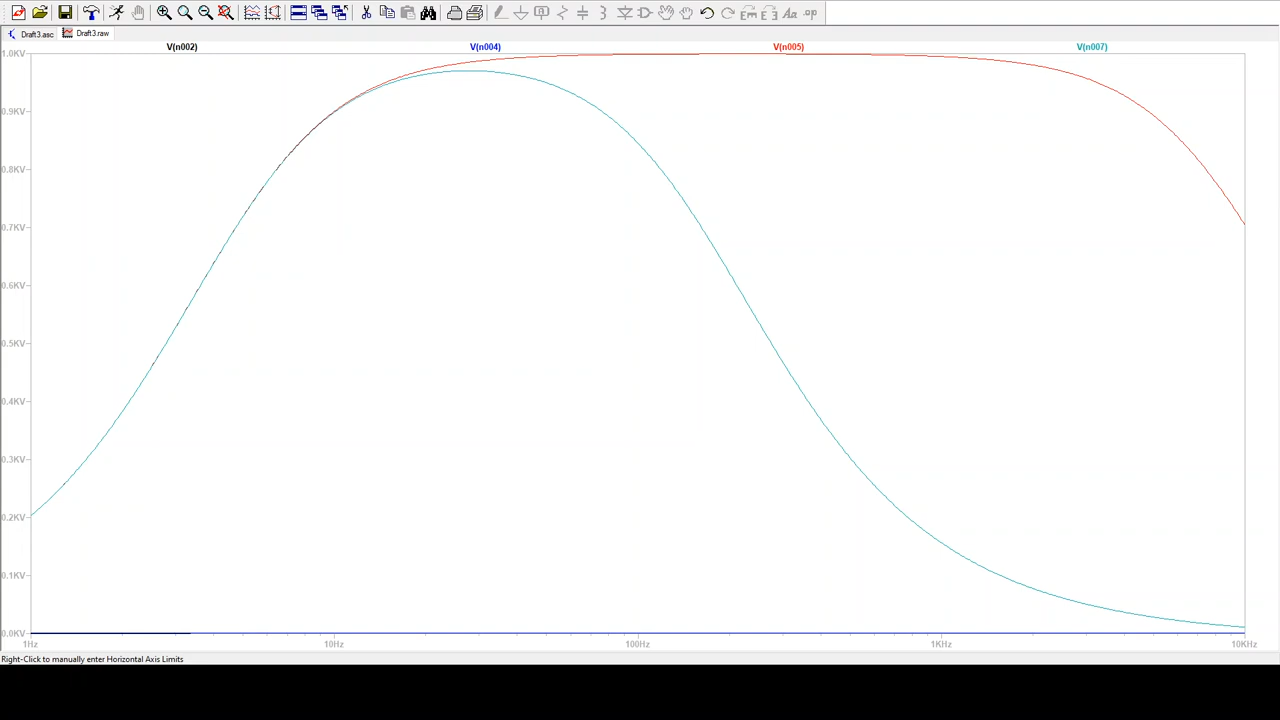 Draft3.asc Draft3.raw
V(n002) V(n004) V(n005) V(n007)
1.0KV
0.9KV
0.8KV
0.7KV
0.6KV
0.5KV
0.4KV
0.3KV
0.2KV
0.1KV
0.0KV
1Hz 10Hz 100Hz 1KHz 10KHz
Right-Click to manually enter Horizontal Axis Limits